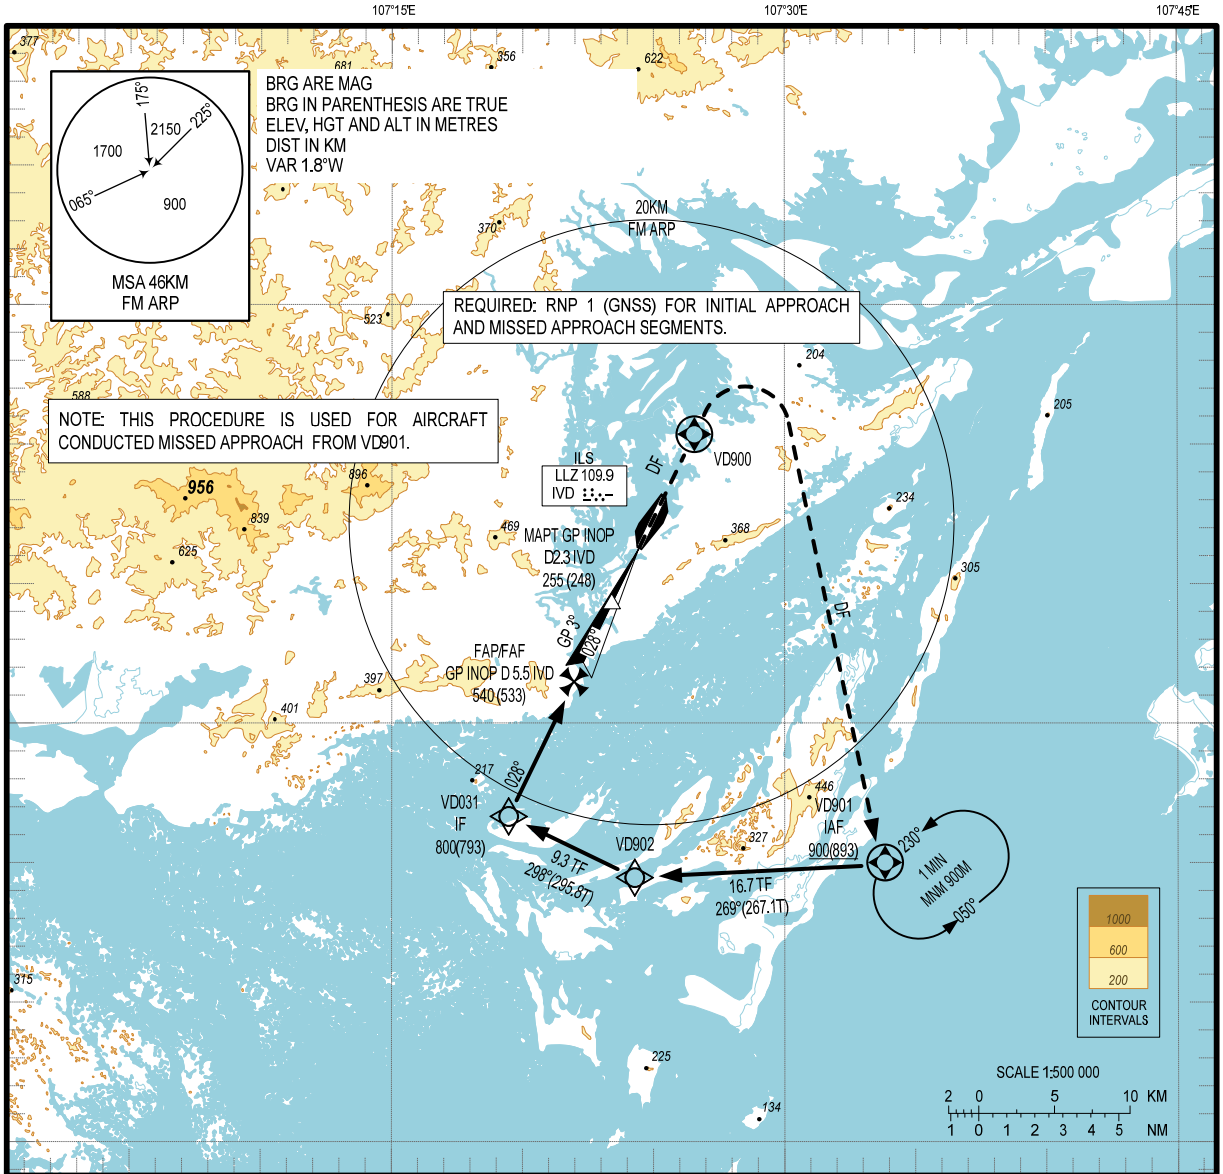 107°15'
107°30'
107°45'
377
681
356
622
BRG ARE MAG
BRG IN PARENTHESIS ARE TRUE
ELEV, HGT AND ALT IN METRES
DIST IN KM
VAR 1.8°W
175°
2150
225°
1700
065°
900
MSA 46KM
FM ARP
370
20KM
FM ARP
523
REQUIRED: RNP 1 (GNSS) FOR INITIAL APPROACH
AND MISSED APPROACH SEGMENTS.
204
588
205
NOTE: THIS PROCEDURE IS USED FOR AIRCRAFT
CONDUCTED MISSED APPROACH FROM VD901.
VD900
DF
ILS
LLZ 109.9
IVD
896
956
839
625
469
234
368
MAPT GP INOP
D2.3 IVD
255 (248)
305
DF
GP 3°
028°
FAP/FAF
GP INOP D 5.5 IVD
540 (533)
397
401
217
028°
VD031
IF
800(793)
446
VD901
IAF
900(893)
327
VD902
230°
1 MIN
MNM 900M
050°
9.3 TF
298°(295.8T)
16.7 TF
269°(267.1T)
1000
600
200
CONTOUR
INTERVALS
315
225
134
SCALE 1:500 000
2 0 5 10 KM
1 0 1 2 3 4 5 NM